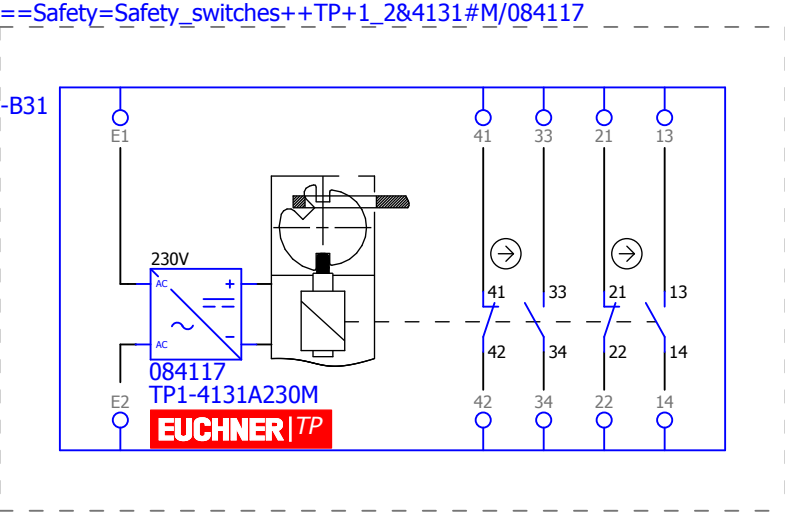 ==Safety=Safety_switches++TP+1_2&4131#M/084117
-B31
E1
41
33
21
13
230V
AC
+
41
33
21
13
AC
–
42
34
22
14
084117
TP1-4131A230M
E2
42
34
22
14
EUCHNER|TP